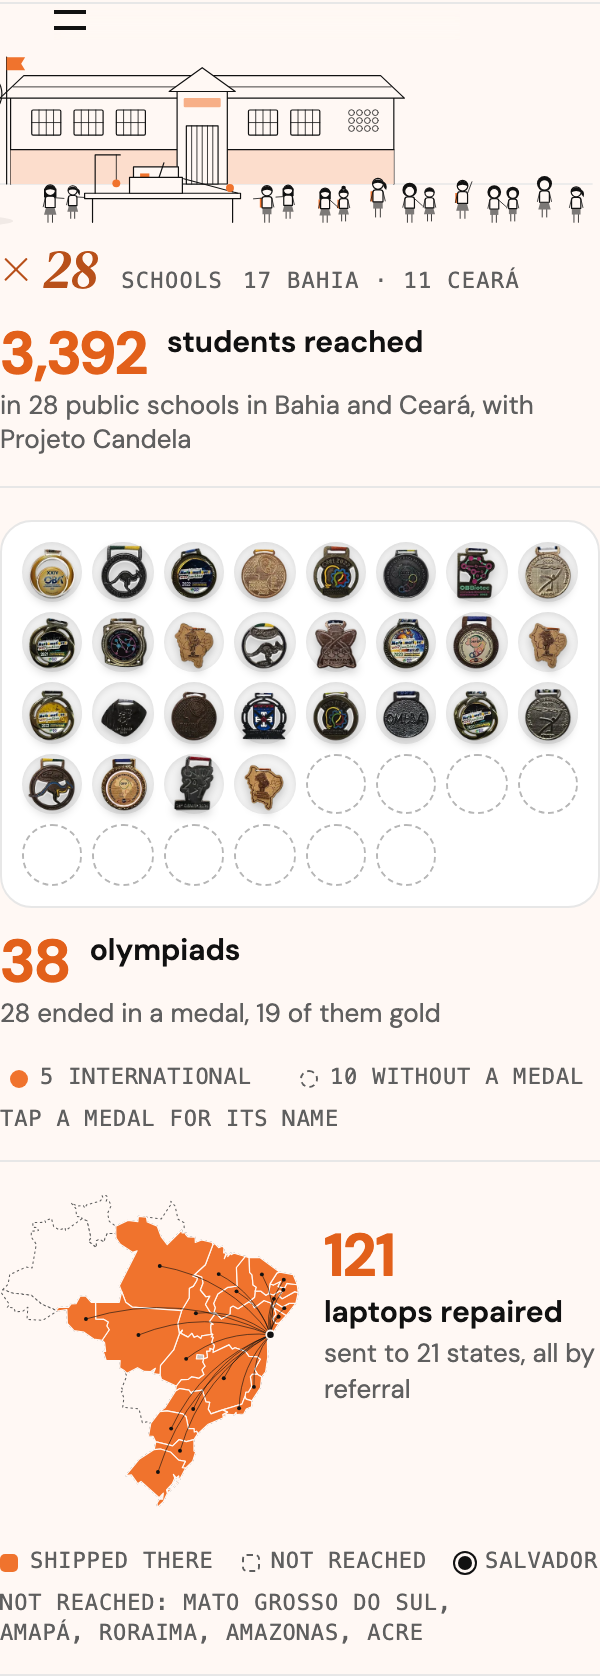 × 28 SCHOOLS 17 BAHIA · 11 CEARÁ
3,392 students reached
in 28 public schools in Bahia and Ceará, with
Projeto Candela
38 olympiads
28 ended in a medal, 19 of them gold
5 INTERNATIONAL 10 WITHOUT A MEDAL
TAP A MEDAL FOR ITS NAME
121
laptops repaired
sent to 21 states, all by
referral
SHIPPED THERE NOT REACHED SALVADOR
NOT REACHED: MATO GROSSO DO SUL,
AMAPÁ, RORAIMA, AMAZONAS, ACRE